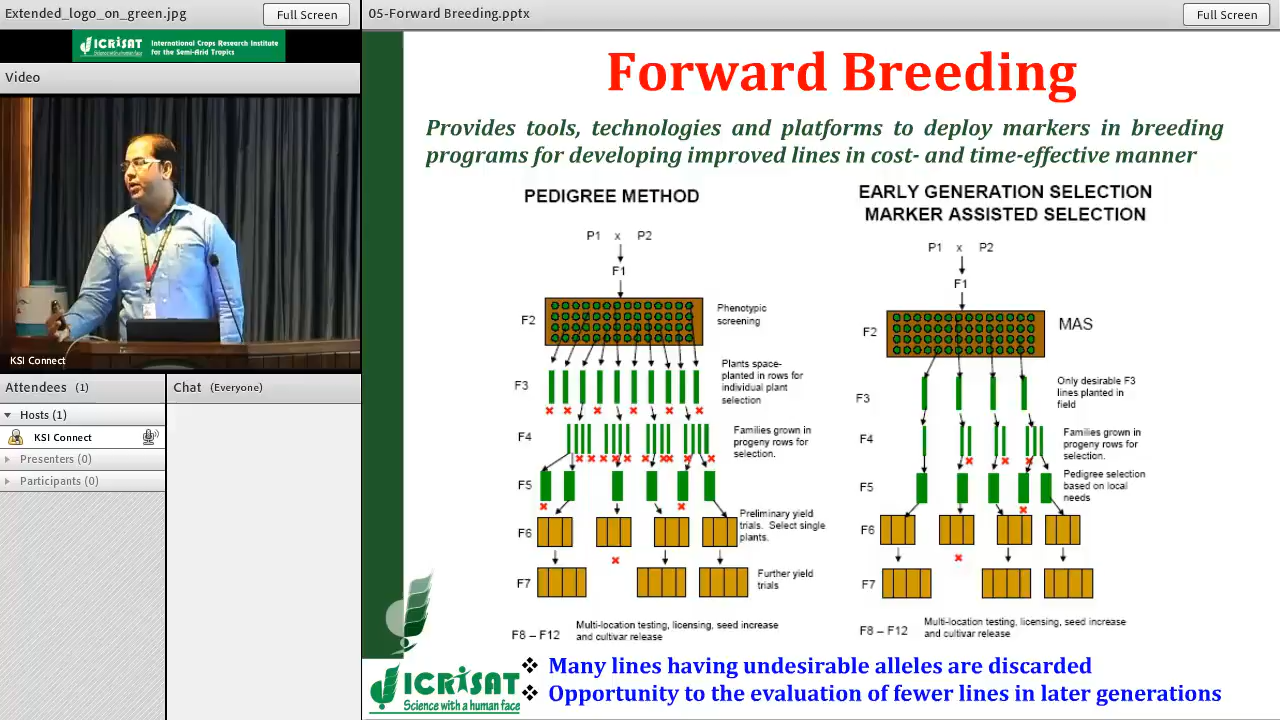 Extended_logo_on_green.jpg
Full Screen
ICRISAT
International Crops Research Institute
for the Semi-Arid Tropics
Science with a human face
Video
KSI Connect
Attendees (1)
Hosts (1)
KSI Connect
Presenters (0)
Participants (0)
Chat (Everyone)
05-Forward Breeding.pptx
Full Screen
Forward Breeding
Provides tools, technologies and platforms to deploy markers in breeding
programs for developing improved lines in cost- and time-effective manner
PEDIGREE METHOD
P1 x P2
F1
F2
Phenotypic
screening
F3
Plants space-
planted in rows for
individual plant
selection
F4
Families grown in
progeny rows for
selection.
F5
F6
Preliminary yield
trials. Select single
plants.
F7
Further yield
trials
F8 – F12
Multi-location testing, licensing, seed increase
and cultivar release
EARLY GENERATION SELECTION
MARKER ASSISTED SELECTION
P1 x P2
F1
F2
MAS
F3
Only desirable F3
lines planted in
field
F4
Families grown in
progeny rows for
selection.
F5
Pedigree selection
based on local
needs
F6
F7
F8 – F12
Multi-location testing, licensing, seed increase
and cultivar release
ICRISAT
Science with a human face
❖ Many lines having undesirable alleles are discarded
❖ Opportunity to the evaluation of fewer lines in later generations